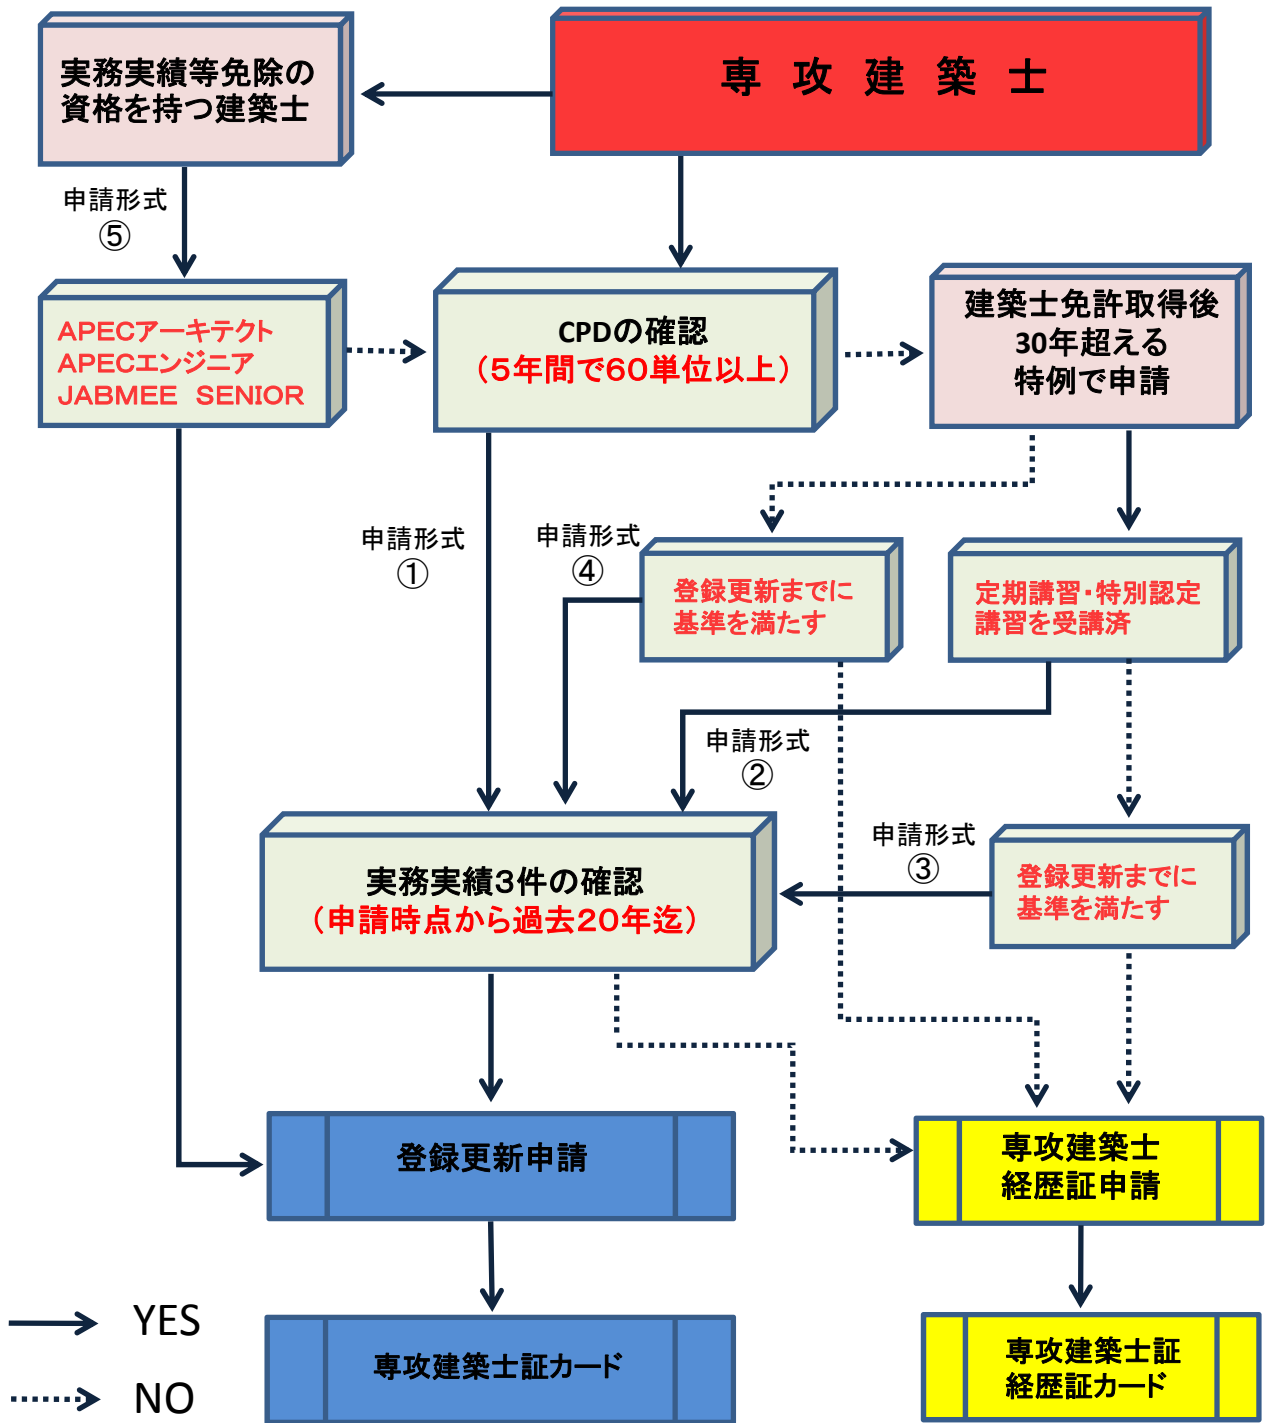 実務実績等免除の
資格を持つ建築士
専 攻 建 築 士
申請形式
⑤
APECアーキテクト
APECエンジニア
JABMEE SENIOR
CPDの確認
（5年間で60単位以上）
建築士免許取得後
30年超える
特例で申請
申請形式
①
申請形式
④
登録更新までに
基準を満たす
定期講習・特別認定
講習を受講済
申請形式
②
申請形式
③
実務実績3件の確認
（申請時点から過去20年迄）
登録更新までに
基準を満たす
登録更新申請
専攻建築士
経歴証申請
YES
NO
専攻建築士証カード
専攻建築士証
経歴証カード